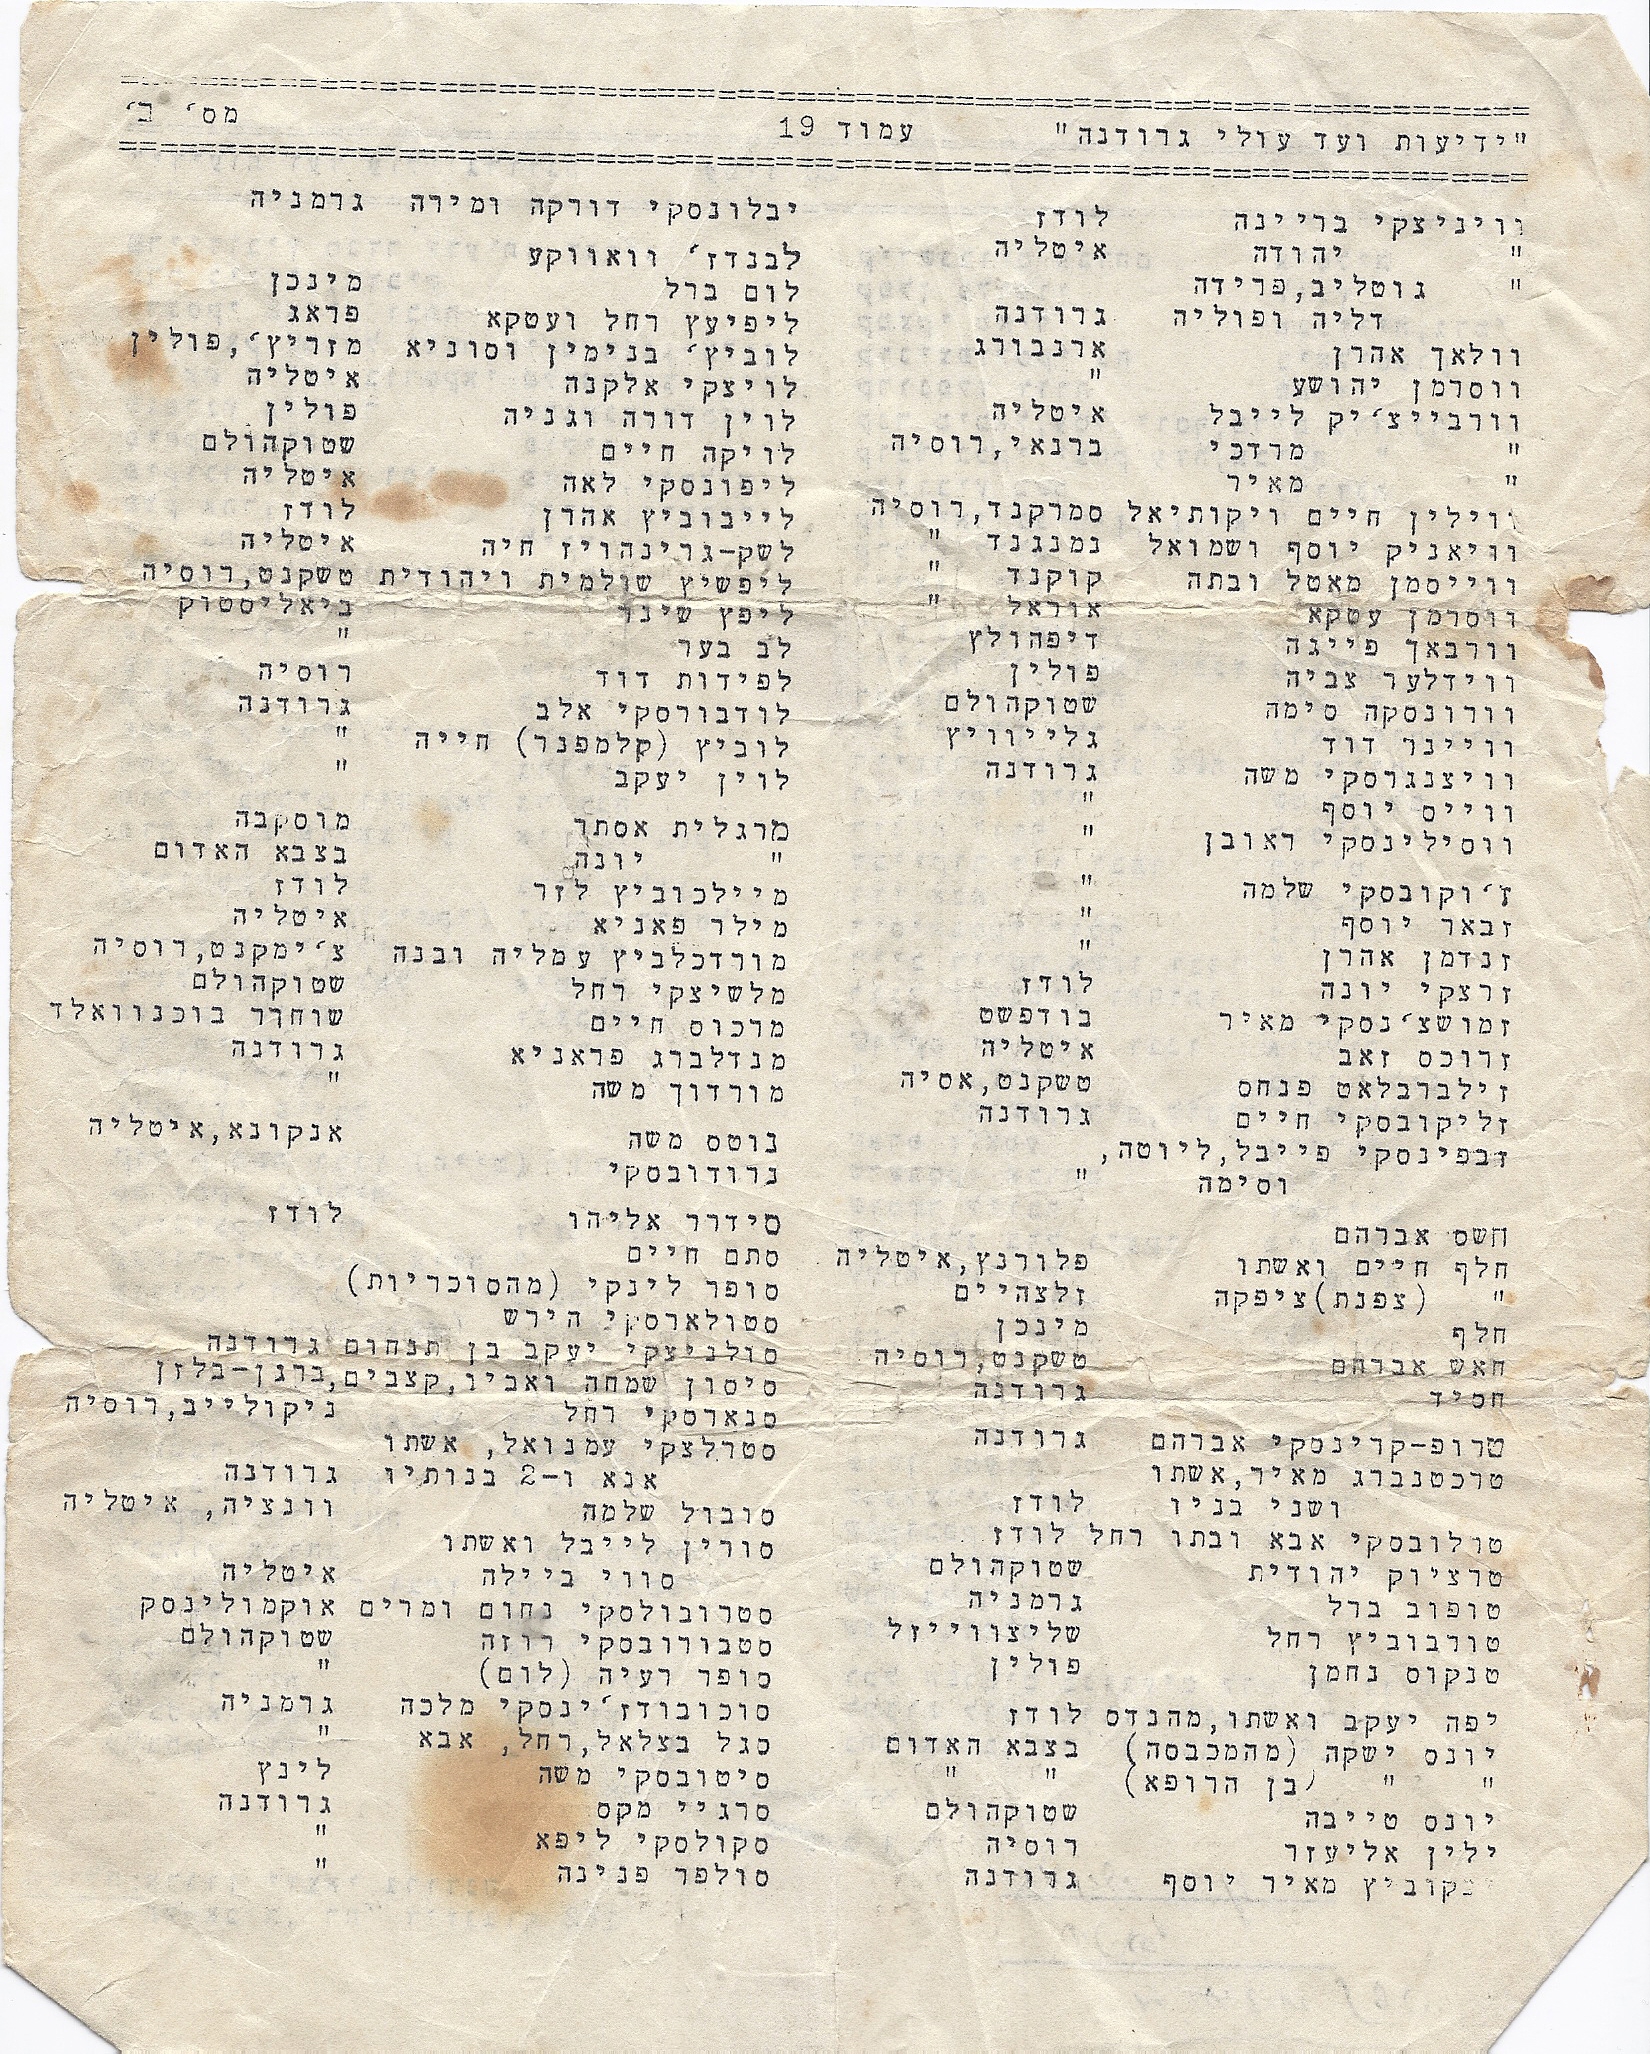 "ידיעות ועד עולי גרודנה" עמוד 19 מס' ב'
וויניצקי בריינה לודז
" יהודה איטליה
" גוטליב,פרידה
דליה ופוליה גרודנה
וולאך אהרן ארנבורג
ווסרמן יהושע "
וורבייצ'יק לייבל איטליה
" מרדכי ברנאי,רוסיה
" מאיר
ווילין חיים ויקותיאל סמרקנד,רוסיה
וויאניק יוסף ושמואל נמנגנד "
ווייסמן מאטל ובתה קוקנד "
ווסרמן עטקא אוראל "
וורבאך פייגה דיפהולץ
ווידלער צביה פולין
וורונסקה סימה שטוקהולם
וויינר דוד גלייוויץ
וויצנגרסקי משה גרודנה
ווייס יוסף "
ווסילינסקי ראובן "
ז'וקובסקי שלמה "
זבאר יוסף "
זנדמן אהרן "
זרצקי יונה לודז
זמושצ'נסקי מאיר בודפשט
זרוכס זאב איטליה
זילברבלאט פנחס טשקנט,אסיה
זליקובסקי חיים גרודנה
זבפינסקי פייבל,ליוטה,
וסימה "
חשס אברהם
חלף חיים ואשתו פלורנץ,איטליה
" (צפנת)ציפקה זלצהיים
חלף מינכן
חאש אברהם טשקנט,רוסיה
חסיד גרודנה
טרופ-קרינסקי אברהם גרודנה
טרכטנברג מאיר,אשתו
ושני בניו לודז
טולובסקי אבא ובתו רחל לודז
טרציוק יהודית שטוקהולם
טופוב ברל גרמניה
טורבוביץ רחל שליצווייזל
טנקוס נחמן פולין
יפה יעקב ואשתו,מהנדס לודז
יונס ישקה (מהמכבסה) בצבא האדום
" " (בן הרופא) " "
יונס טייבה שטוקהולם
ילין אליעזר רוסיה
יבקוביץ מאיר יוסף גרודנה
יבלונסקי דורקה ומירה גרמניה
לבנדז' וואווקע
לום ברל מינכן
ליפיעץ רחל ועטקא פראג
לוביץ' בנימין וסוניא מזריץ',פולין
לויצקי אלקנה איטליה
לוין דורה וגניה פולין
לויקה חיים שטוקהולם
ליפונסקי לאה איטליה
לייבוביץ אהרן לודז
לשק-גרינהויז חיה איטליה
ליפשיץ שולמית ויהודית טשקנט,רוסיה
ליפץ שינר ביאליסטוק
לב בער "
לפידות דוד רוסיה
לודבורסקי אלב גרודנה
לוביץ (קלמפנר) חייה "
לוין יעקב "
מרגלית אסתר מוסקבה
" יונה בצבא האדום
מיילכוביץ לזר לודז
מילר פאניא איטליה
מורדכלביץ עמליה ובנה צ'ימקנט,רוסיה
מלשיצקי רחל שטוקהולם
מרכוס חיים שוחרר בוכנוואלד
מנדלברג פראניא גרודנה
מורדוך משה "
נוטס משה אנקונא,איטליה
נרודובסקי
סידרר אליהו לודז
סתם חיים
סופר לינקי (מהסוכריות)
סטולארסקי הירש
סולניצקי יעקב בן תנחום גרודנה
סיסון שמחה ואביו,קצבים,ברגן-בלזן
סנארסקי רחל ניקולייב,רוסיה
סטרלצקי עמנואל, אשתו
אנא ו-2 בנותיו גרודנה
סובול שלמה וונציה, איטליה
סורין לייבל ואשתו
סווי ביילה איטליה
סטרובולסקי נחום ומרים אוקמולינסק
סטבורובסקי רוזה שטוקהולם
סופר רעיה (לום) "
סוכובודז'ינסקי מלכה גרמניה
סגל בצלאל,רחל, אבא "
סיטובסקי משה לינץ
סרגיי מקס גרודנה
סקולסקי ליפא "
סולפר פנינה "